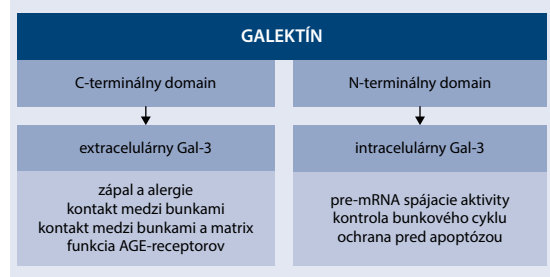 GALEKTÍN
C-terminálny domain
N-terminálny domain
extracelulárny Gal-3
intracelulárny Gal-3
zápal a alergie
kontakt medzi bunkami
kontakt medzi bunkami a matrix
funkcia AGE-receptorov
pre-mRNA spájacie aktivity
kontrola bunkového cyklu
ochrana pred apoptózou